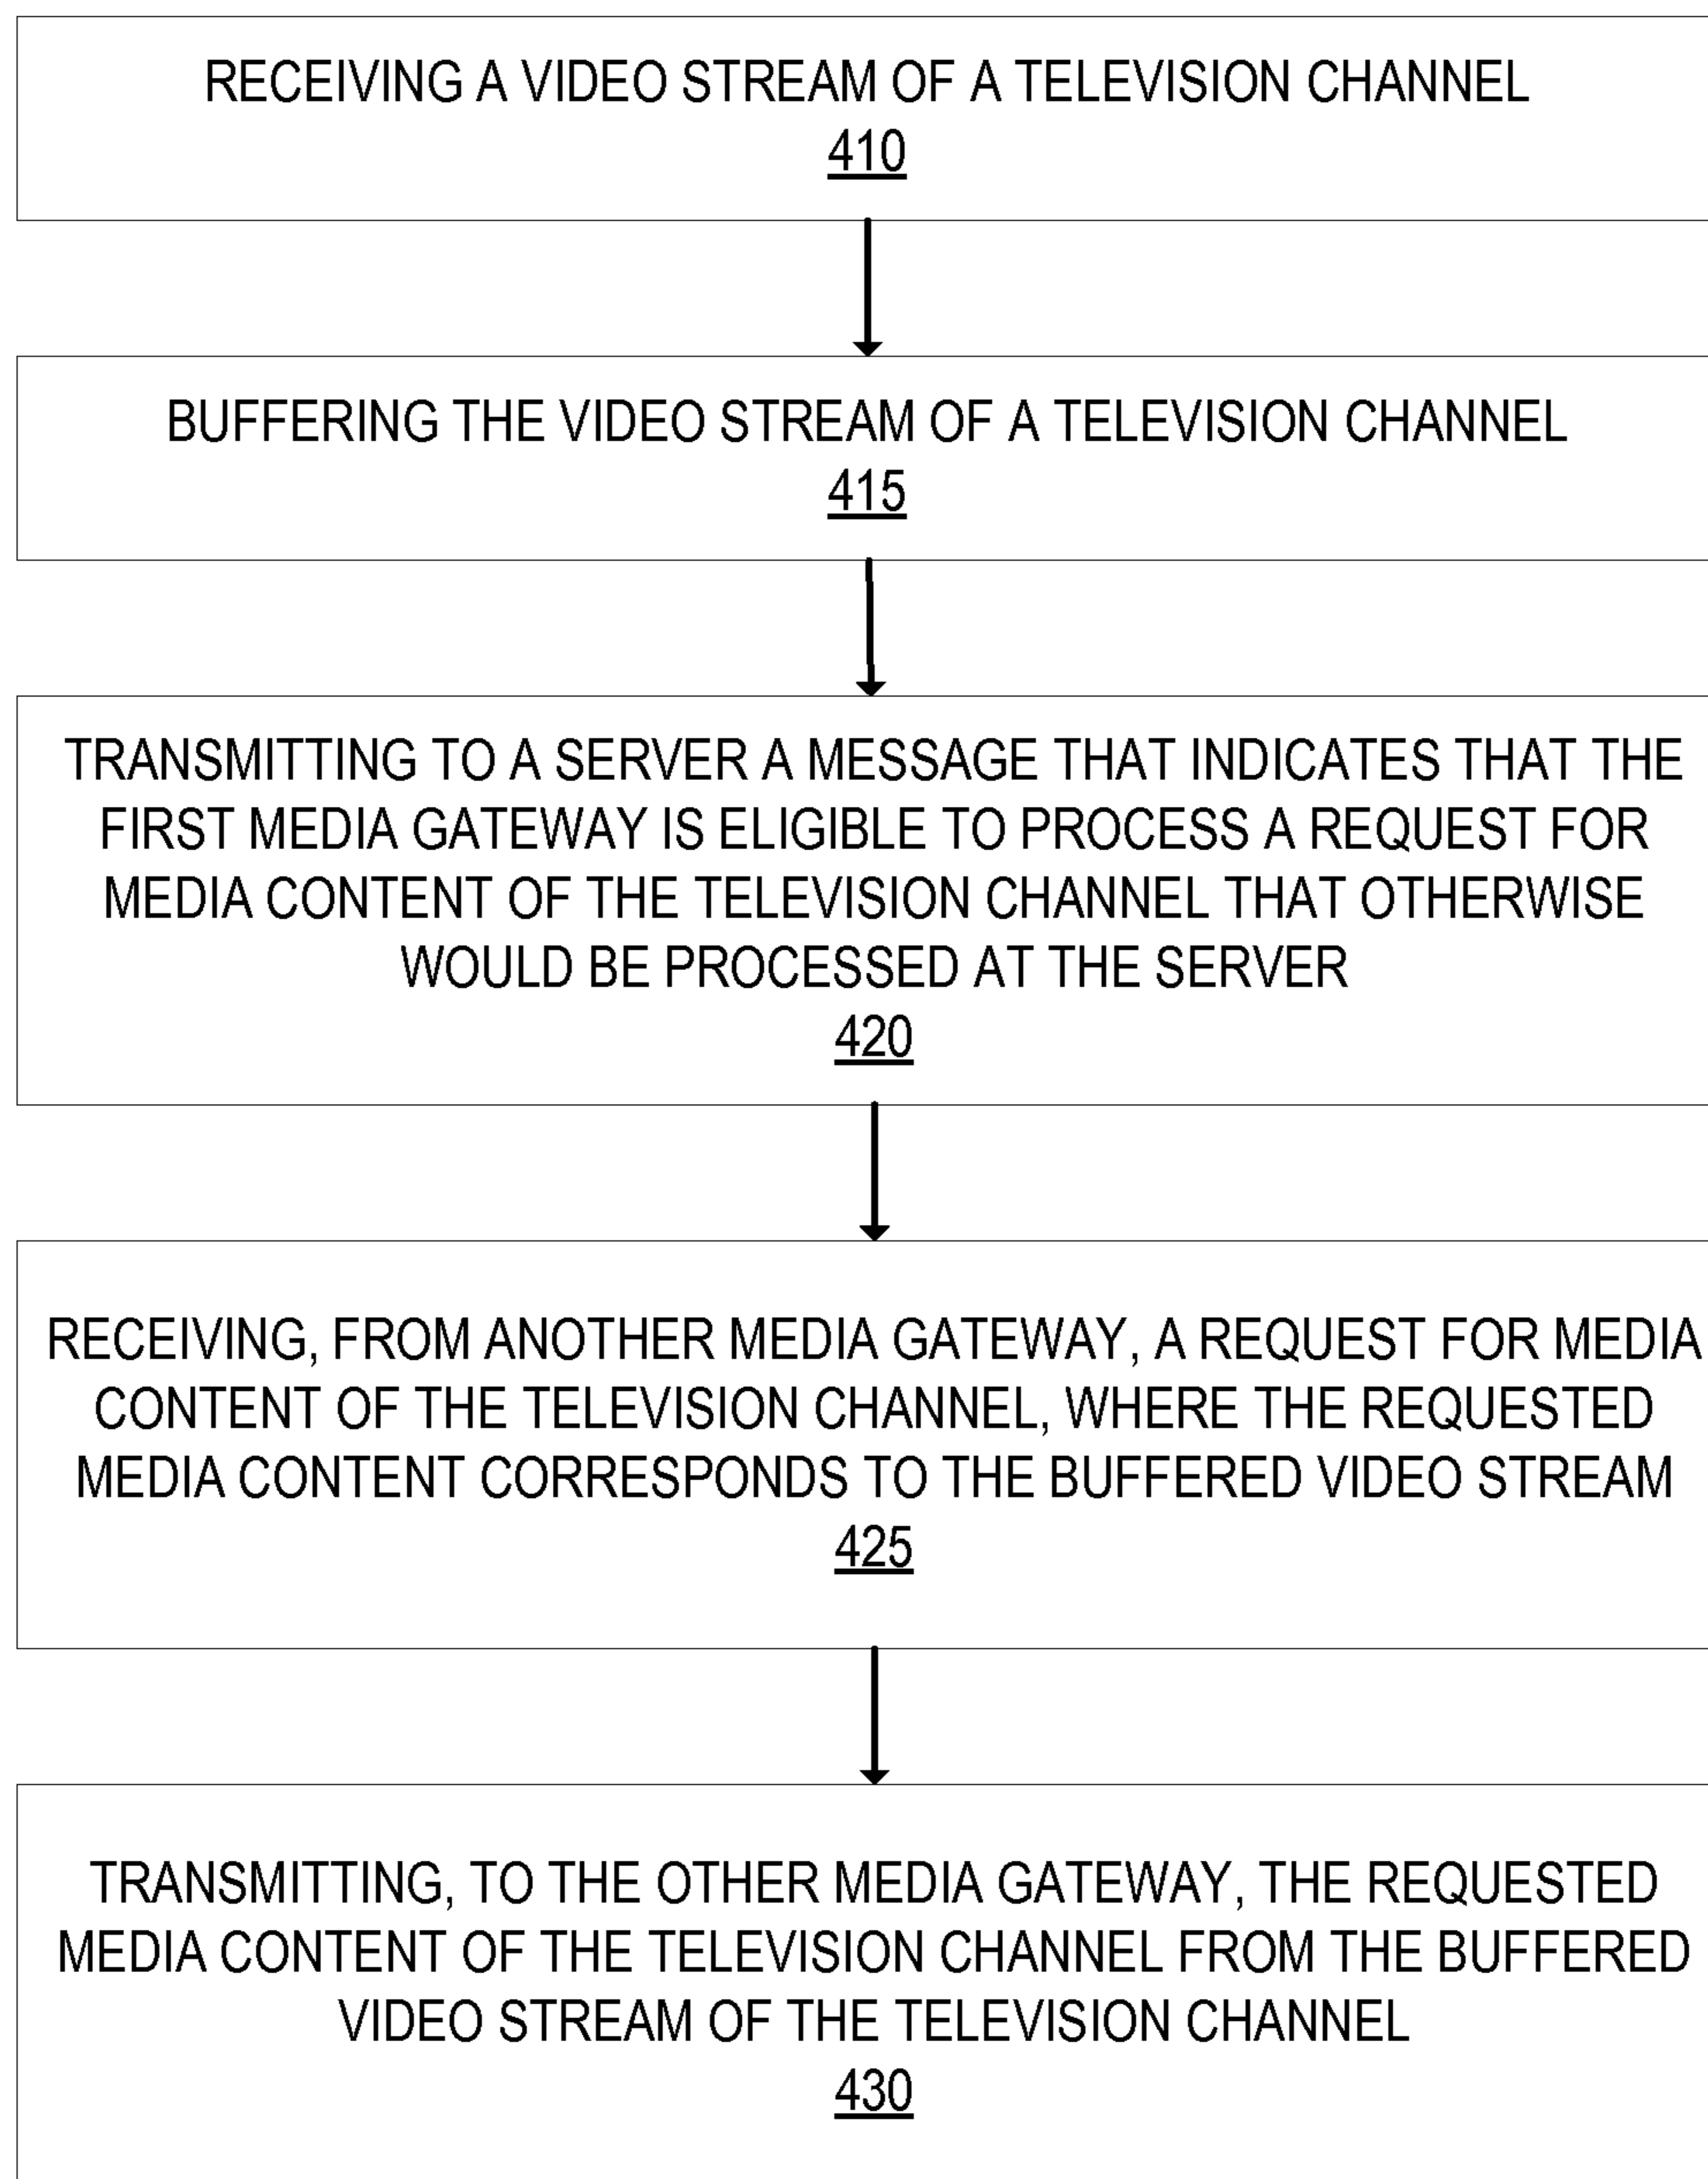 RECEIVING A VIDEO STREAM OF A TELEVISION CHANNEL
410
BUFFERING THE VIDEO STREAM OF A TELEVISION CHANNEL
415
TRANSMITTING TO A SERVER A MESSAGE THAT INDICATES THAT THE
FIRST MEDIA GATEWAY IS ELIGIBLE TO PROCESS A REQUEST FOR
MEDIA CONTENT OF THE TELEVISION CHANNEL THAT OTHERWISE
WOULD BE PROCESSED AT THE SERVER
420
RECEIVING, FROM ANOTHER MEDIA GATEWAY, A REQUEST FOR MEDIA
CONTENT OF THE TELEVISION CHANNEL, WHERE THE REQUESTED
MEDIA CONTENT CORRESPONDS TO THE BUFFERED VIDEO STREAM
425
TRANSMITTING, TO THE OTHER MEDIA GATEWAY, THE REQUESTED
MEDIA CONTENT OF THE TELEVISION CHANNEL FROM THE BUFFERED
VIDEO STREAM OF THE TELEVISION CHANNEL
430